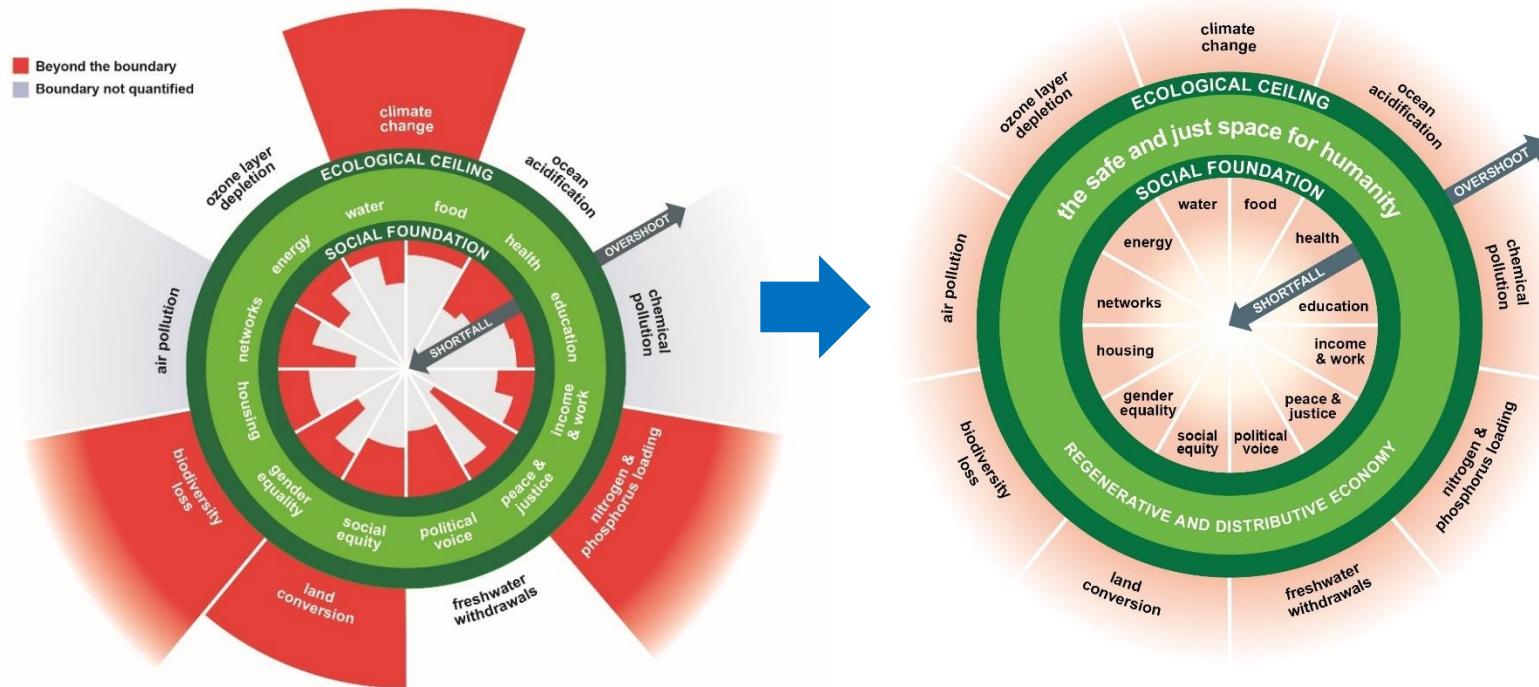 Beyond the boundary
Boundary not quantified
climate
change
ozone layer
depletion
ocean
acidification
ECOLOGICAL CEILING
OVERSHOOT
water
food
energy
health
SOCIAL FOUNDATION
SHORTFALL
air pollution
networks
education
chemical
pollution
housing
income
& work
gender
equality
peace &
justice
social
equity
political
voice
biodiversity
loss
nitrogen &
phosphorus loading
land
conversion
freshwater
withdrawals
climate
change
ozone layer
depletion
ocean
acidification
ECOLOGICAL CEILING
the safe and just space for humanity
SOCIAL FOUNDATION
OVERSHOOT
water
food
energy
health
SHORTFALL
air pollution
networks
education
chemical
pollution
housing
income
& work
gender
equality
peace &
justice
social
equity
political
voice
REGENERATIVE AND DISTRIBUTIVE ECONOMY
biodiversity
loss
nitrogen &
phosphorus loading
land
conversion
freshwater
withdrawals